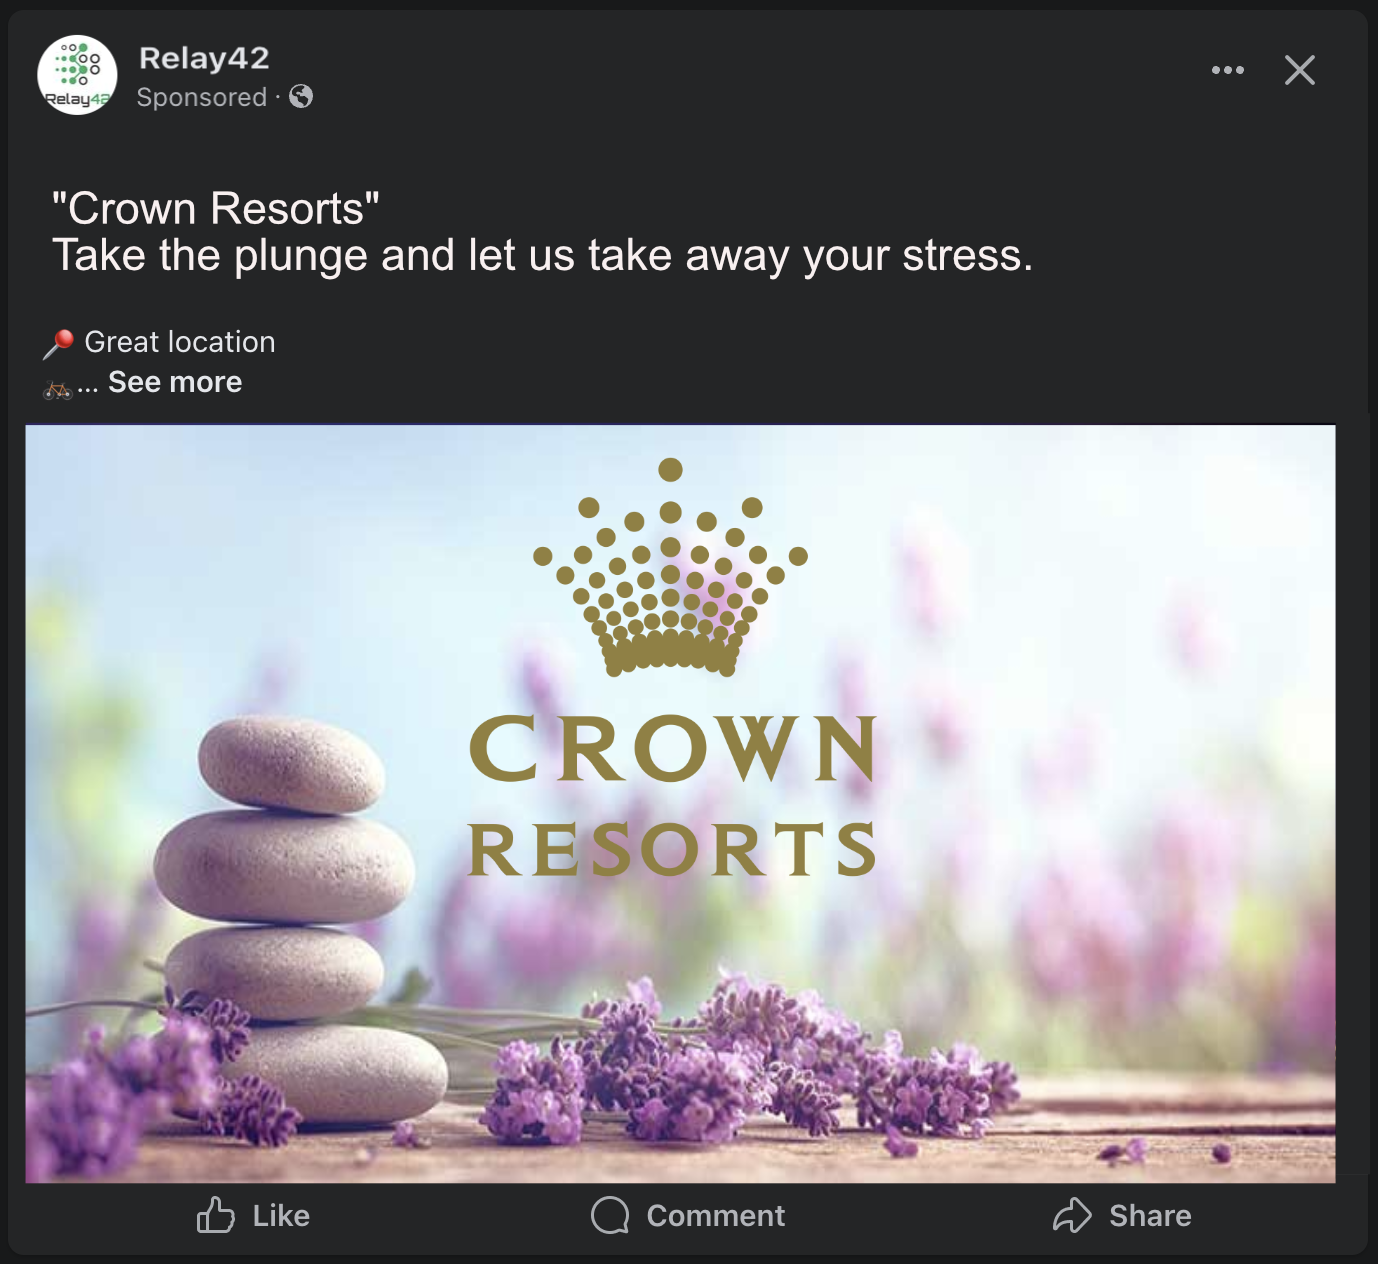 Relay42
Relay42
Sponsored ·
"Crown Resorts"
Take the plunge and let us take away your stress.
📍 Great location
🚲... See more
CROWN
RESORTS
Like
Comment
Share